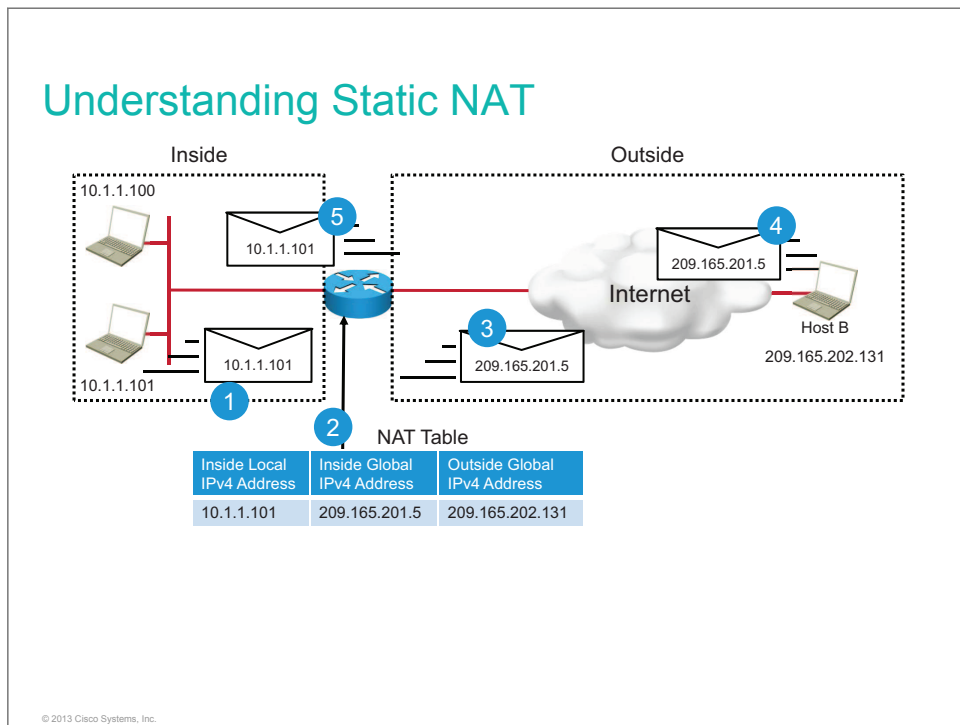 Understanding Static NAT
Inside
Outside
10.1.1.100
5
10.1.1.101
4
209.165.201.5
Internet
Host B
209.165.202.131
3
209.165.201.5
10.1.1.101
10.1.1.101
1
2
NAT Table
Inside Local IPv4 Address
Inside Global IPv4 Address
Outside Global IPv4 Address
10.1.1.101
209.165.201.5
209.165.202.131
© 2013 Cisco Systems, Inc.